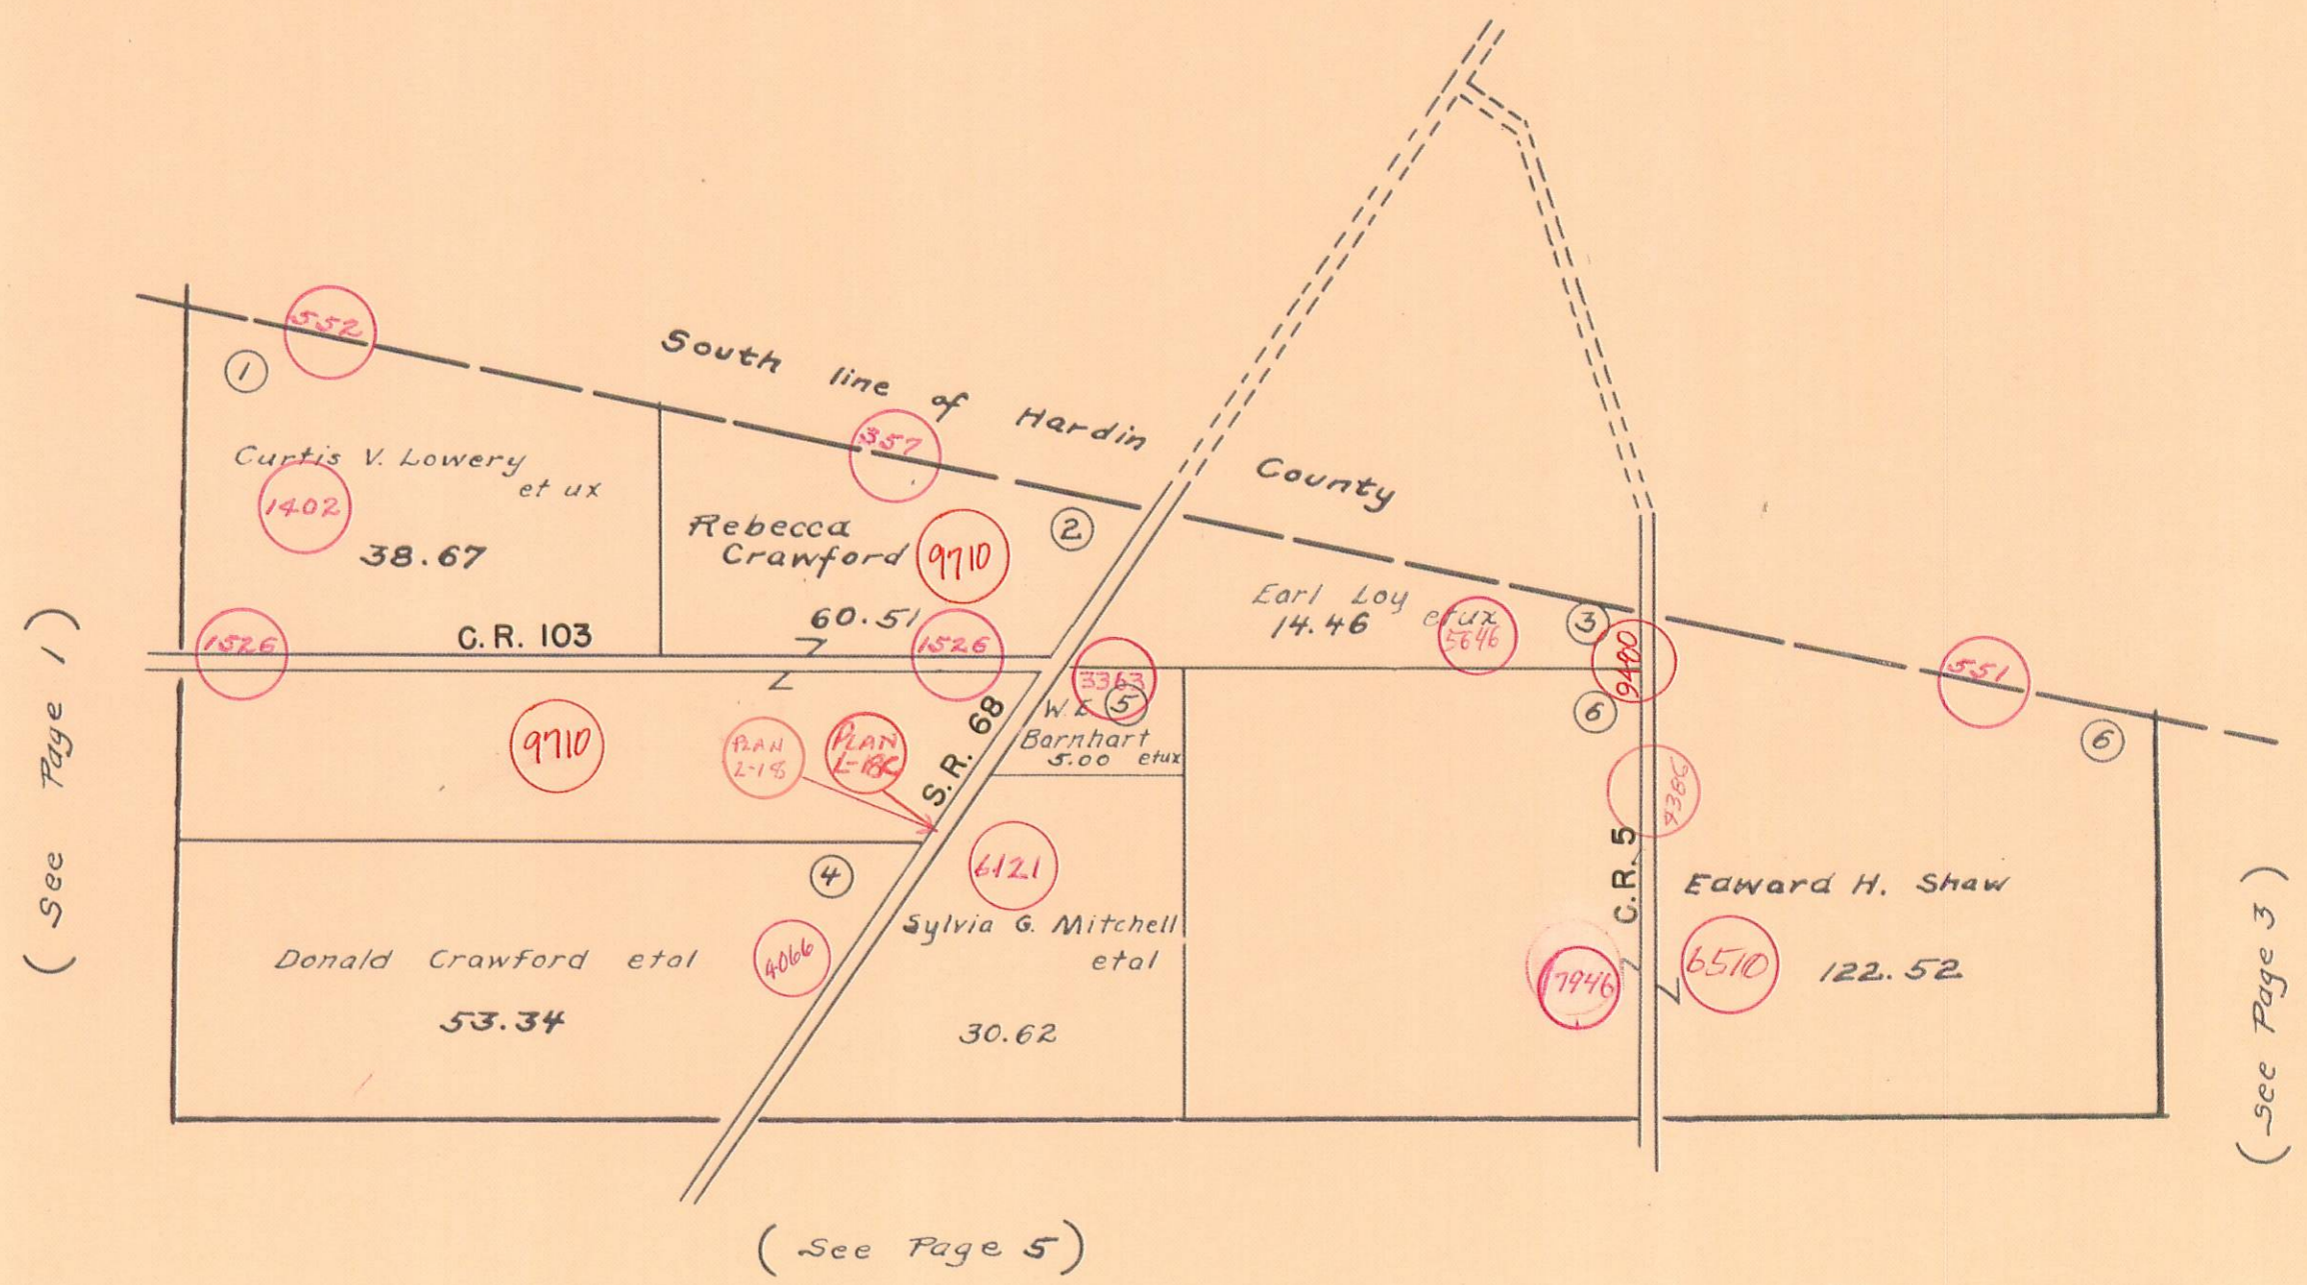 552
1
South line of Hardin County
357
Curtis V. Lowery
et ux
1402
38.67
Rebecca
Crawford
9710
2
60.51
1526
C.R. 103
1526
Earl Loy
et ux
14.46
5646
3
9400
551
6
3363
W. E.
5
Barnhart
5.00 etux
6
9710
PLAN
L-18
PLAN
S.R. 68
4386
C.R. 5
4
6121
Sylvia G. Mitchell
etal
30.62
Donald Crawford etal
4066
53.34
7946
Edward H. Shaw
6510
122.52
(See Page 1)
(See Page 3)
(See Page 5)